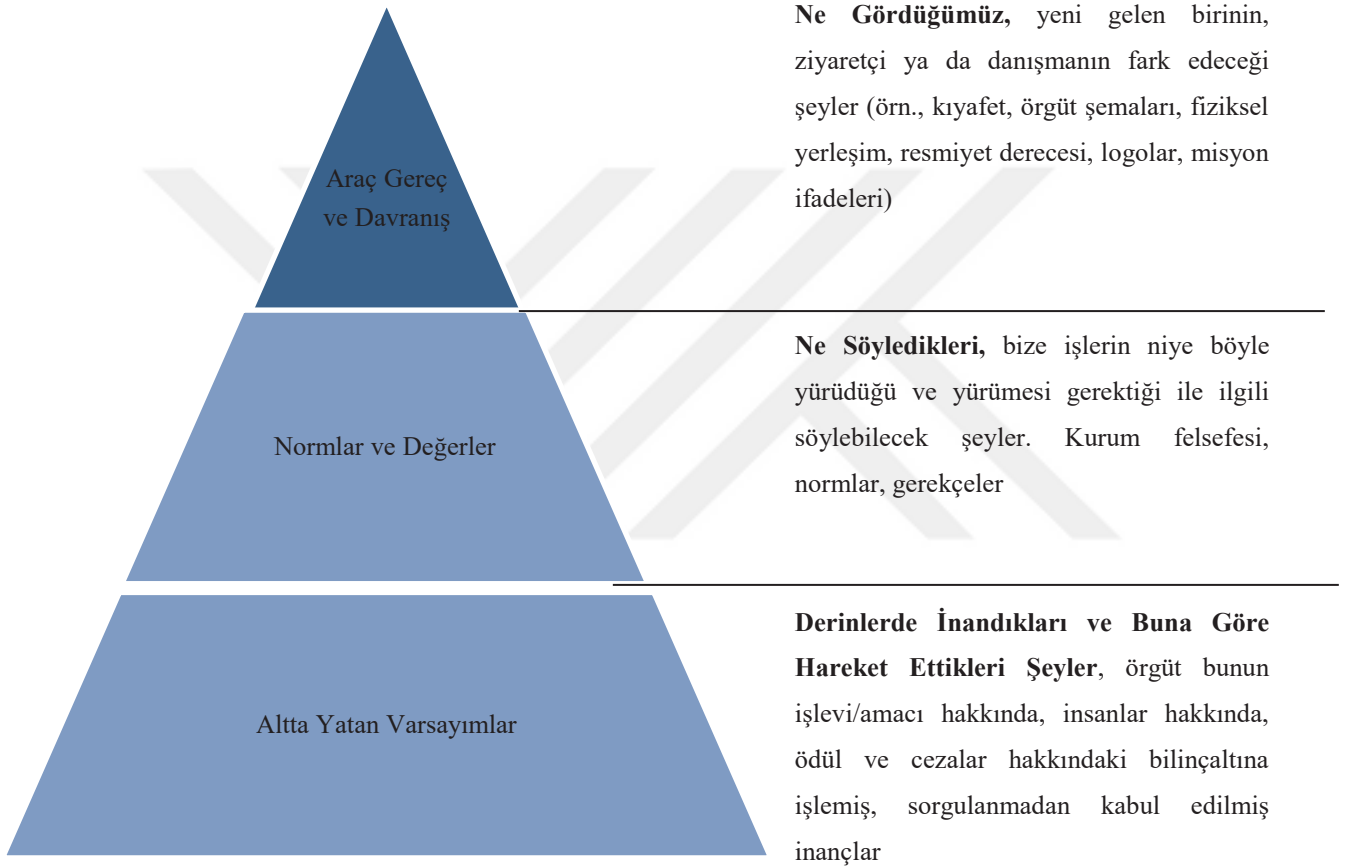 Ne Gördüğümüz, yeni gelen birinin,
ziyaretçi ya da danışmanın fark edeceği
şeyler (örn., kıyafet, örgüt şemaları, fiziksel
yerleşim, resmiyet derecesi, logolar, misyon
ifadeleri)
Araç Gereç
ve Davranış
Ne Söyledikleri, bize işlerin niye böyle
yürüdüğü ve yürümesi gerektiği ile ilgili
söylebilecek şeyler. Kurum felsefesi,
normlar, gerekçeler
Normlar ve Değerler
Derinlerde İnandıkları ve Buna Göre
Hareket Ettikleri Şeyler, örgüt bunun
işlevi/amacı hakkında, insanlar hakkında,
ödül ve cezalar hakkındaki bilinçaltına
işlemiş, sorgulanmadan kabul edilmiş
inançlar
Altta Yatan Varsayımlar